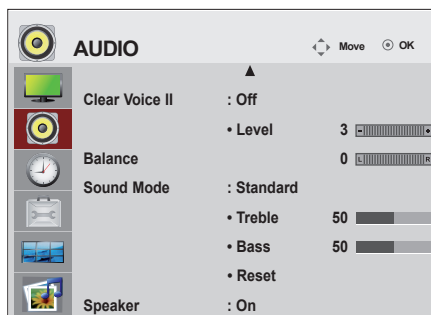 AUDIO Move OK
Clear Voice II : Off
• Level 3 - +
Balance 0 L R
Sound Mode : Standard
• Treble 50
• Bass 50
• Reset
Speaker : On